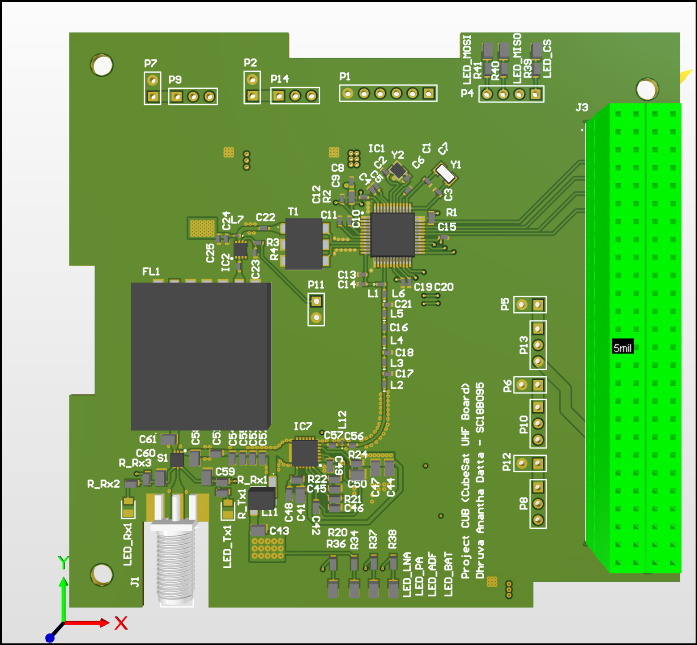 P7
P9
P2
P14
P1
LED_MOSI
R41
R40
LED_MISO
R39
LED_CS
P4
J3
IC1
C8
C9
C2
Y2
C6
C1
C7
Y1
C3
C12
R2
C10
C11
R1
C15
T1
C22
L7
C24
C25
IC2
C23
R3
R4
C13
C14
L1
L6
C19
C20
C21
L5
C16
L4
C18
L3
C17
L2
FL1
P11
P5
P13
5mil
P6
P10
P12
P8
C61
C60
S1
R_Rx3
R_Rx2
C59
R_Rx1
R_Tx1
LED_Rx1
LED_Tx1
L11
C43
J1
IC7
L12
C57
C56
C49
R24
C50
C47
C44
R22
C45
R21
C46
C48
C41
C42
R20
R36
R34
R37
R38
LED_LNA
LED_PA
LED_ADF
LED_BAT
Project CUB (CubeSat UHF Board)
Dhruva Anantha Datta - SC18B095
Y
X